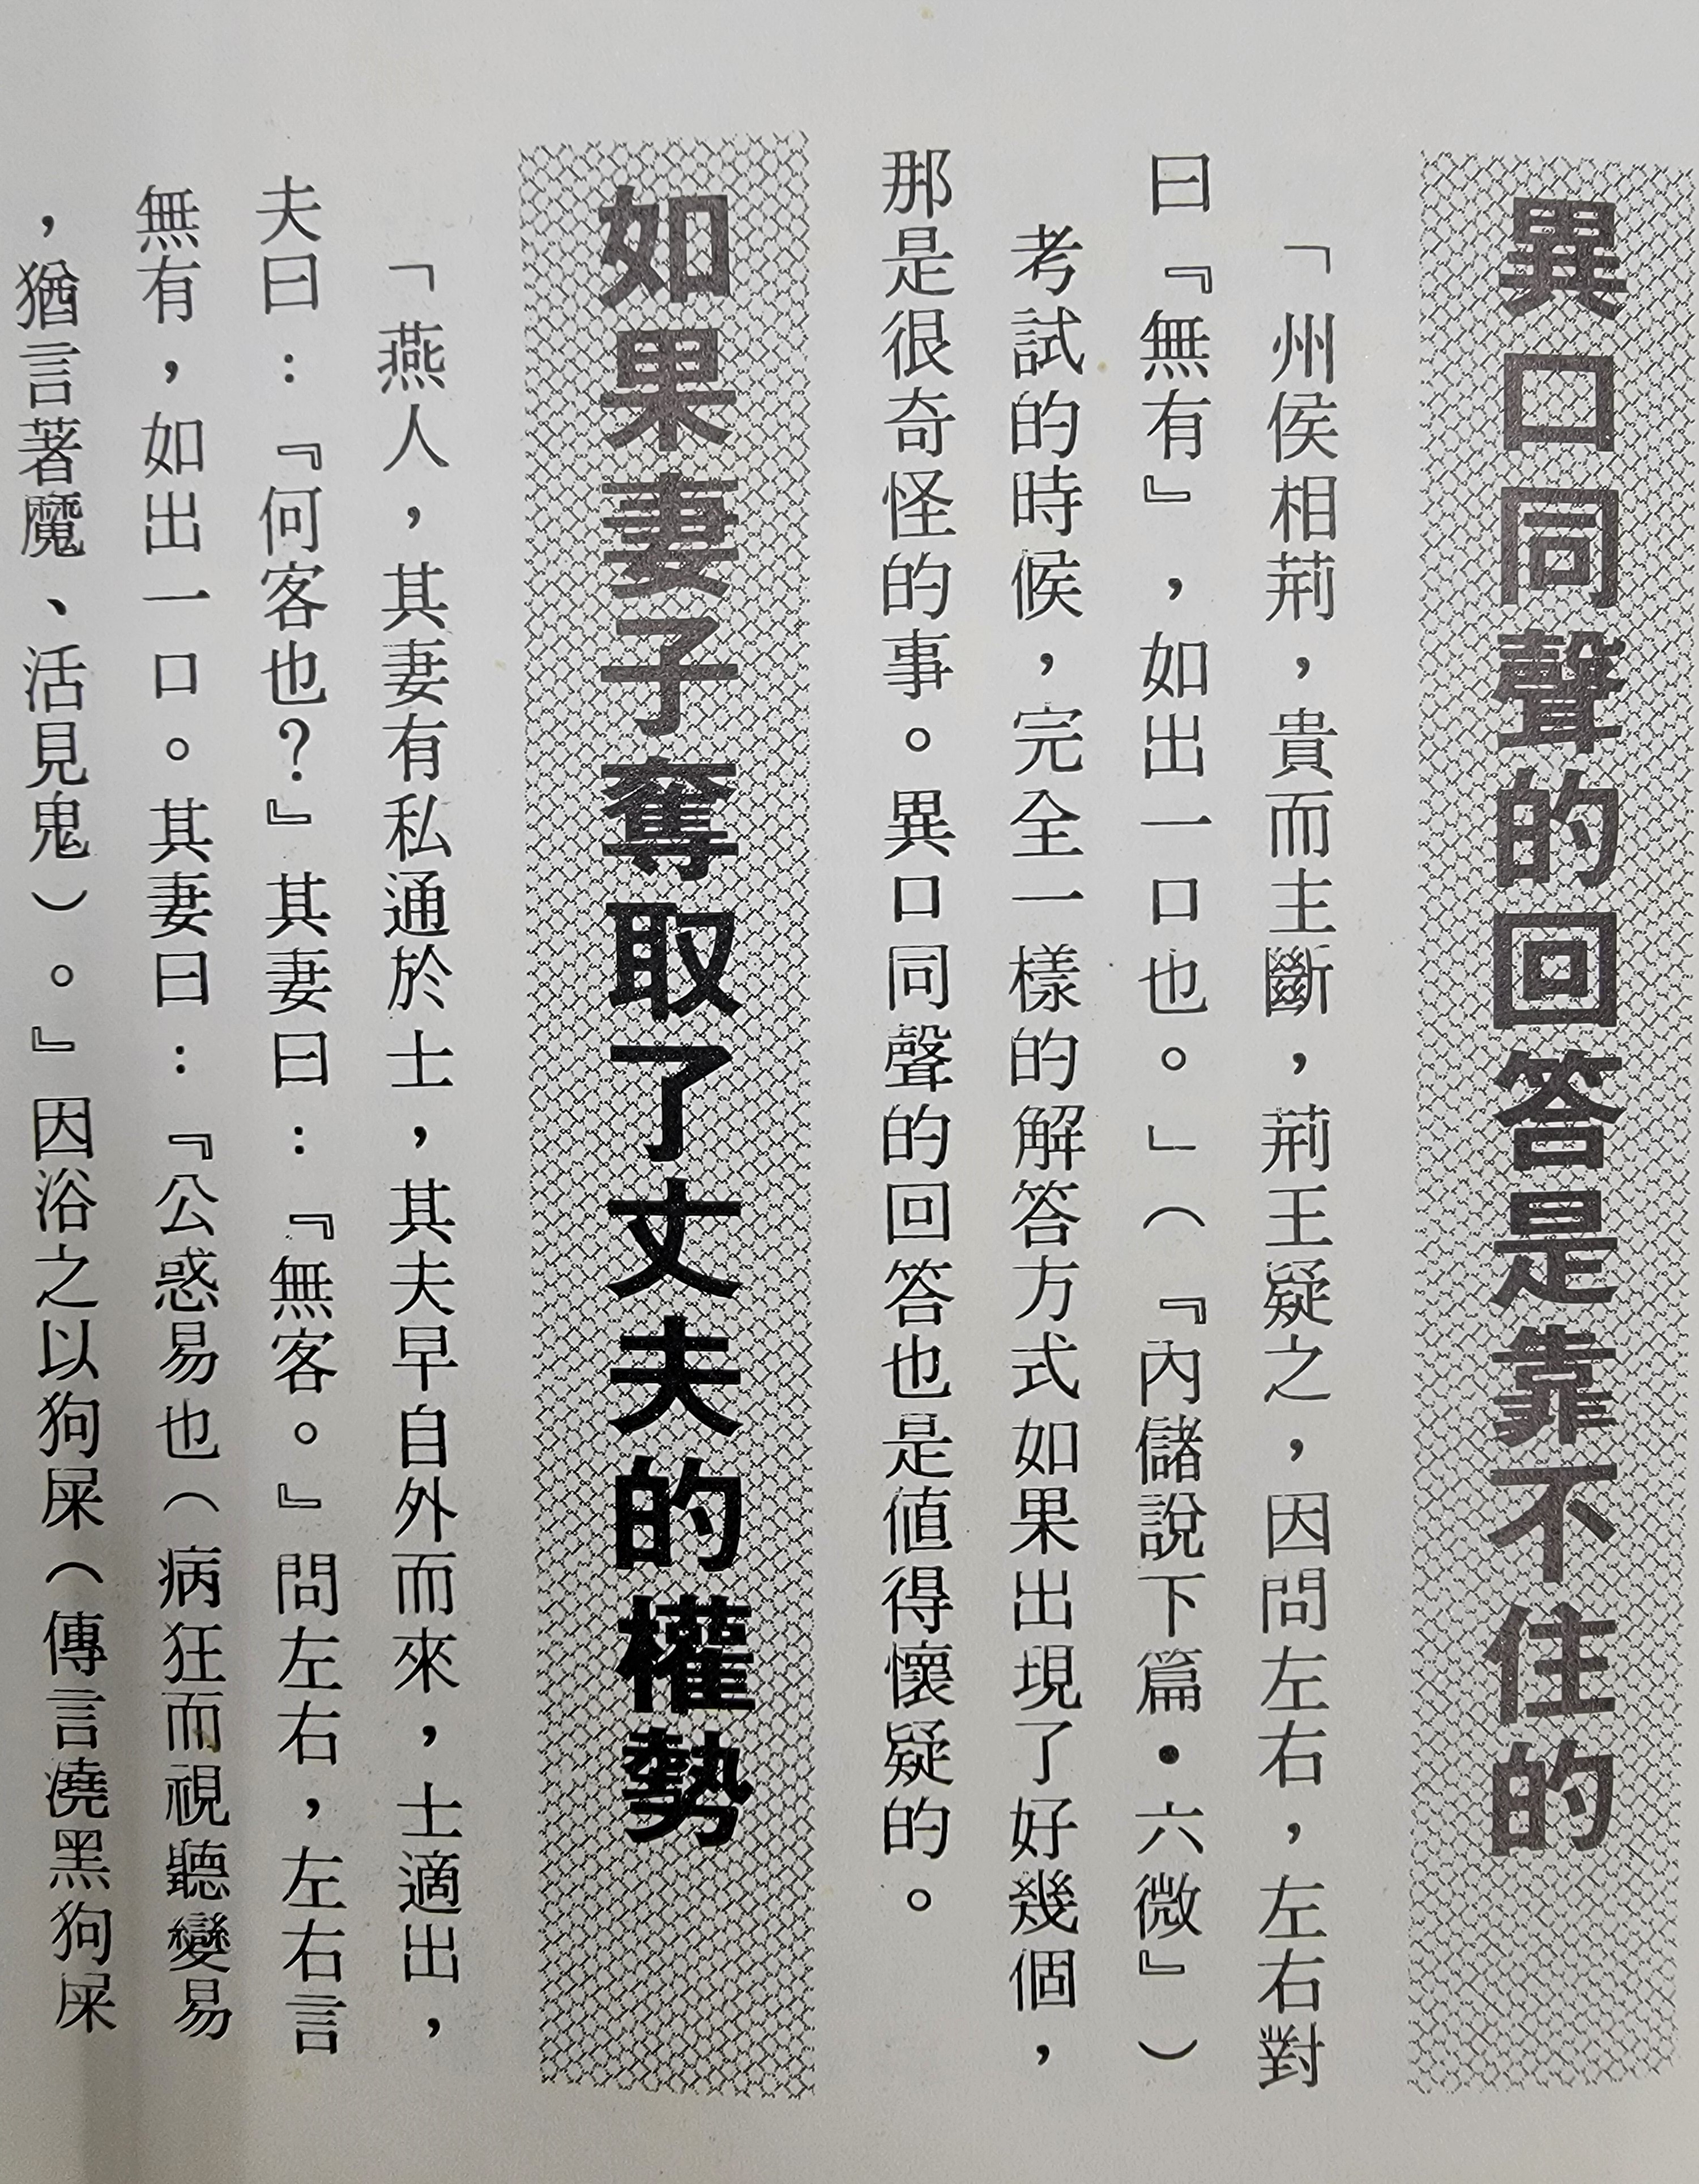 異口同聲的回答是靠不住的
「州侯相荊，貴而主斷，荊王疑之，因問左右，左右對
曰『無有』，如出一口也。」（『內儲說下篇•六微』）
考試的時候，完全一樣的解答方式如果出現了好幾個，
那是很奇怪的事。異口同聲的回答也是值得懷疑的。
如果妻子奪取了丈夫的權勢
「燕人，其妻有私通於士，其夫早自外而來，士適出，
夫曰：『何客也？』其妻曰：『無客。』問左右，左右言
無有，如出一口。其妻曰：『公惑易也（病狂而視聽變易
，猶言著魔、活見鬼）。』因浴之以狗屎（傳言澆黑狗屎